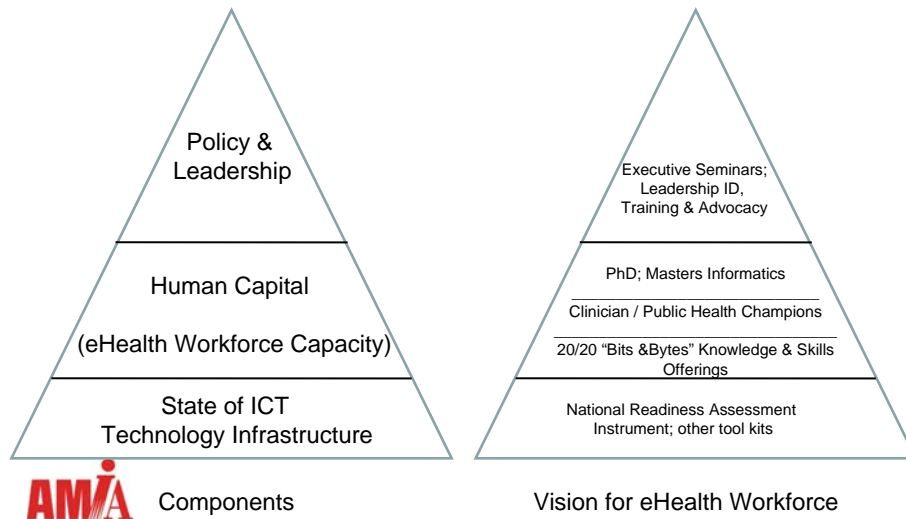 Policy &
Leadership
Human Capital
(eHealth Workforce Capacity)
State of ICT
Technology Infrastructure
AMIA
Components
Executive Seminars;
Leadership ID,
Training & Advocacy
PhD; Masters Informatics
Clinician / Public Health Champions
20/20 “Bits &Bytes” Knowledge & Skills
Offerings
National Readiness Assessment
Instrument; other tool kits
Vision for eHealth Workforce